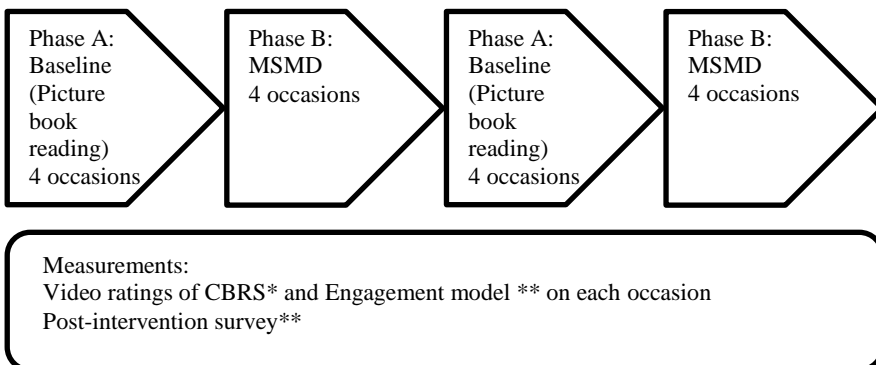 Phase A:
Baseline
(Picture
book
reading)
4 occasions
Phase B:
MSMD
4 occasions
Phase A:
Baseline
(Picture
book
reading)
4 occasions
Phase B:
MSMD
4 occasions
Measurements:
Video ratings of CBRS* and Engagement model ** on each occasion
Post-intervention survey**